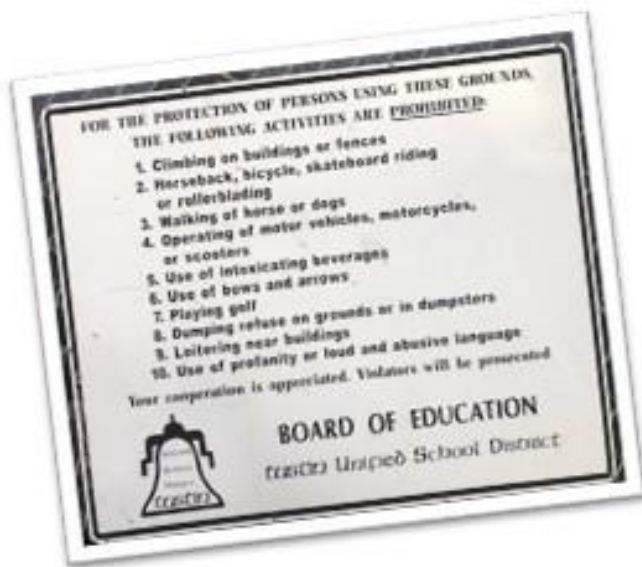 FOR THE PROTECTION OF PERSONS USING THESE GROUNDS,
THE FOLLOWING ACTIVITIES ARE PROHIBITED:
1. Climbing on buildings or fences
2. Horseback, bicycle, skateboard riding
or rollerblading
3. Walking of horse or dogs
4. Operating of motor vehicles, motorcycles,
or scooters
5. Use of intoxicating beverages
6. Use of bows and arrows
7. Playing golf
8. Dumping refuse on grounds or in dumpsters
9. Loitering near buildings
10. Use of profanity or loud and abusive language
Your cooperation is appreciated. Violators will be prosecuted
BOARD OF EDUCATION
Unified School District